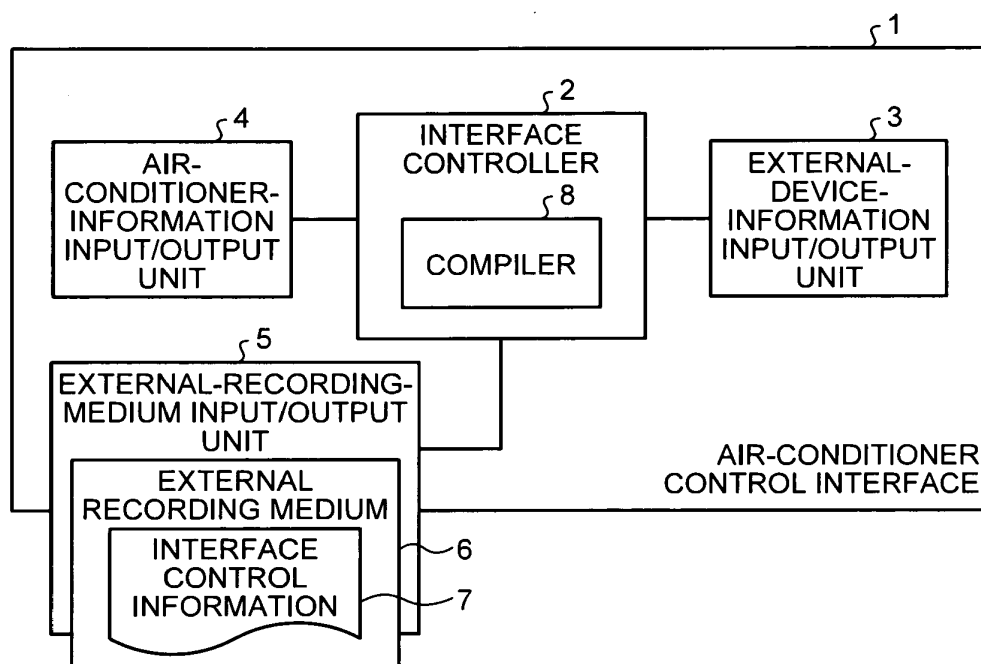 1
2
INTERFACE
CONTROLLER
8
COMPILER
4
AIR-
CONDITIONER-
INFORMATION
INPUT/OUTPUT
UNIT
3
EXTERNAL-
DEVICE-
INFORMATION
INPUT/OUTPUT
UNIT
5
EXTERNAL-RECORDING-
MEDIUM INPUT/OUTPUT
UNIT
EXTERNAL
RECORDING MEDIUM
6
INTERFACE
CONTROL
INFORMATION
7
AIR-CONDITIONER
CONTROL INTERFACE